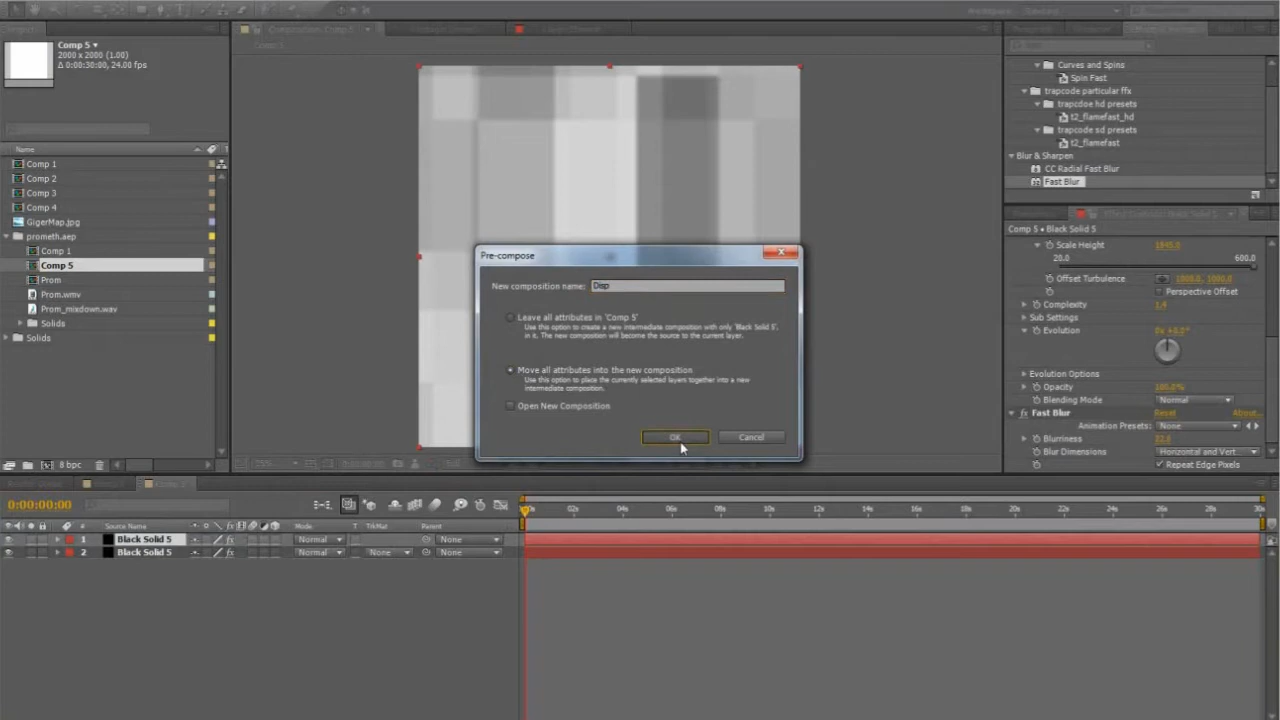 Comp 5
2000 x 2000 (1.00)
Δ 0:00:30:00, 24.00 fps
Name
Comp 1
Comp 2
Comp 3
Comp 4
GigerMap.jpg
prometh.aep
Comp 1
Comp 5
Prom
Prom.wmv
Prom_mixdown.wav
Solids
Solids
8 bpc
Pre-compose
New composition name: Disp
Leave all attributes in 'Comp 5'
Use this option to create a new intermediate composition with only 'Black Solid 5'
in it. The new composition will become the source to the current layer.
Move all attributes into the new composition
Use this option to place the currently selected layers together into a new
intermediate composition.
Open New Composition
OK
Cancel
Curves and Spins
Spin Fast
trapcode particular ffx
trapcdoe hd presets
t2_flamefast_hd
trapcode sd presets
t2_flamefast
Blur & Sharpen
CC Radial Fast Blur
Fast Blur
Comp 5 • Black Solid 5
Scale Height
20.0 600.0
Offset Turbulence
Perspective Offset
Complexity 1.4
Sub Settings
Evolution 0x +0.0°
Evolution Options
Opacity 100.0%
Blending Mode Normal
fx Fast Blur Reset About...
Animation Presets: None
Blurriness
Blur Dimensions Horizontal and Vert...
Repeat Edge Pixels
0:00:00:00
# Source Name Mode T TrkMat Parent
1 Black Solid 5 Normal None
2 Black Solid 5 Normal None None
02s 04s 06s 08s 10s 12s 14s 16s 18s 20s 22s 24s 26s 28s 30s